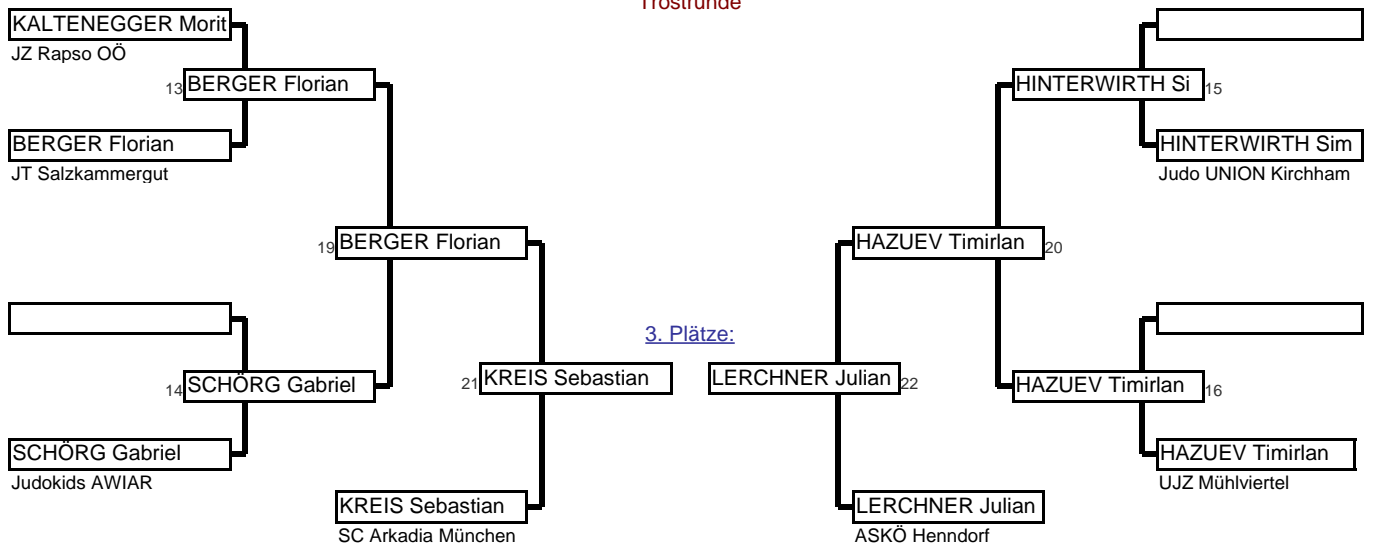 Trostrunde
KALTENEGGER Morit
JZ Rapso OÖ
13 BERGER Florian
HINTERWIRTH Si 15
BERGER Florian
JT Salzkammergut
HINTERWIRTH Sim
Judo UNION Kirchham
19 BERGER Florian
HAZUEV Timirlan 20
3. Plätze:
14 SCHÖRG Gabriel
21 KREIS Sebastian
LERCHNER Julian 22
HAZUEV Timirlan 16
SCHÖRG Gabriel
Judokids AWIAR
HAZUEV Timirlan
UJZ Mühlviertel
KREIS Sebastian
SC Arkadia München
LERCHNER Julian
ASKÖ Henndorf